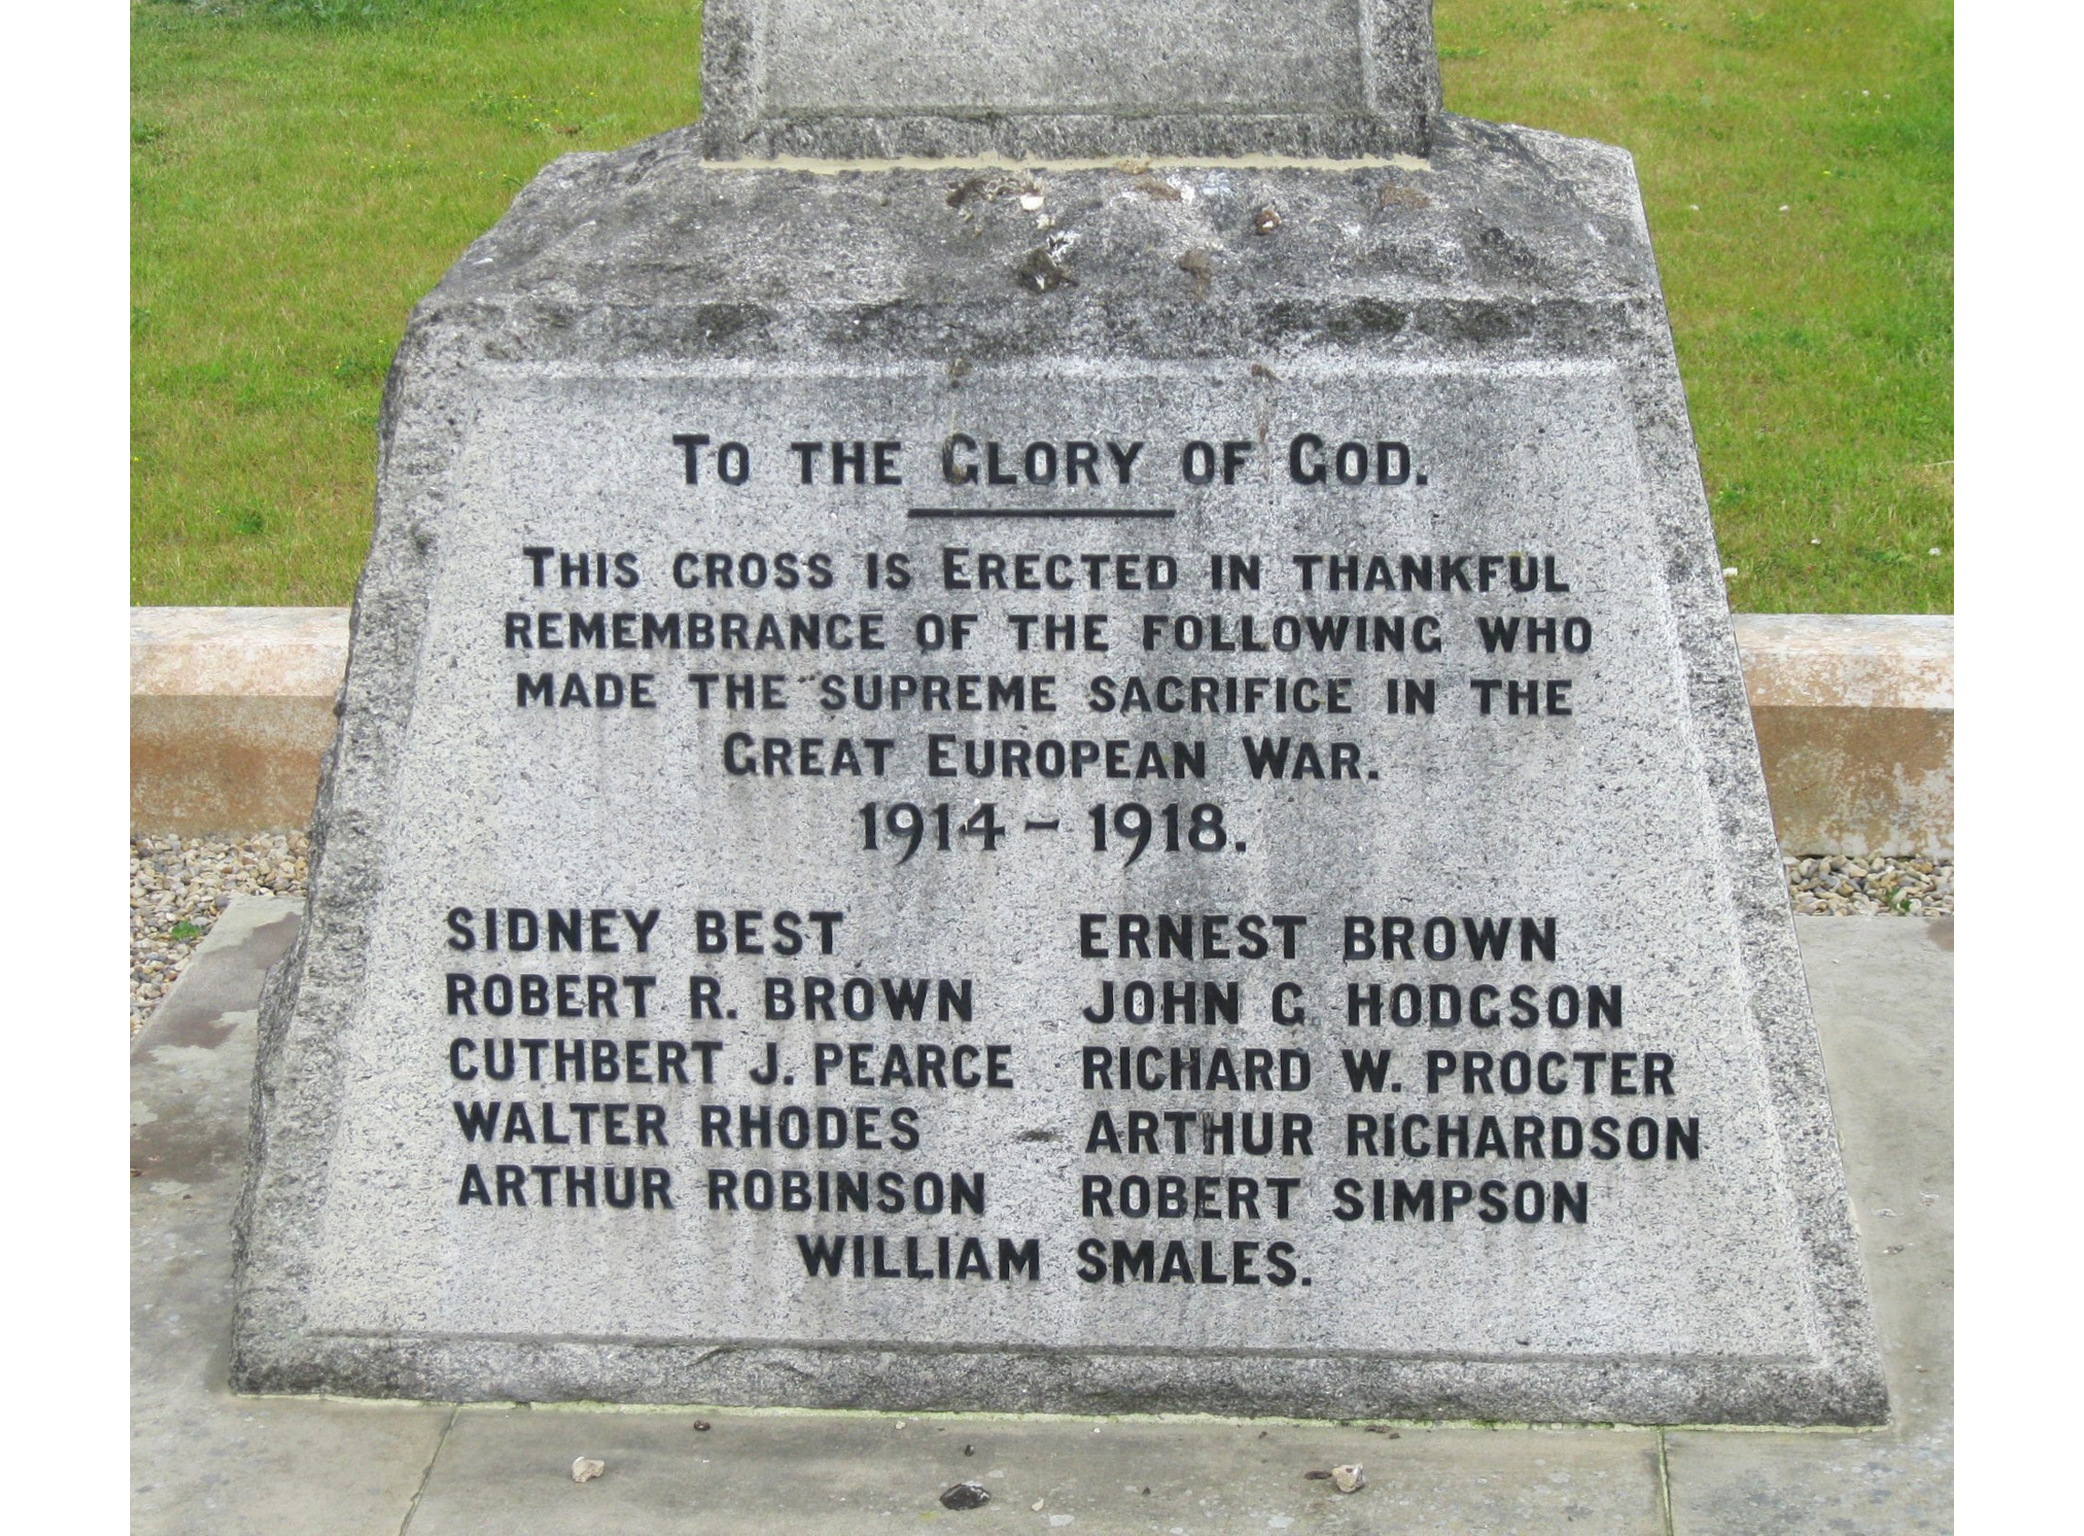 To the Glory of God.
This cross is Erected in thankful
remembrance of the following who
made the supreme sacrifice in the
Great European War.
1914 - 1918.
SIDNEY BEST ERNEST BROWN
ROBERT R. BROWN JOHN G HODGSON
CUTHBERT J. PEARCE RICHARD W. PROCTER
WALTER RHODES ARTHUR RICHARDSON
ARTHUR ROBINSON ROBERT SIMPSON
WILLIAM SMALES.